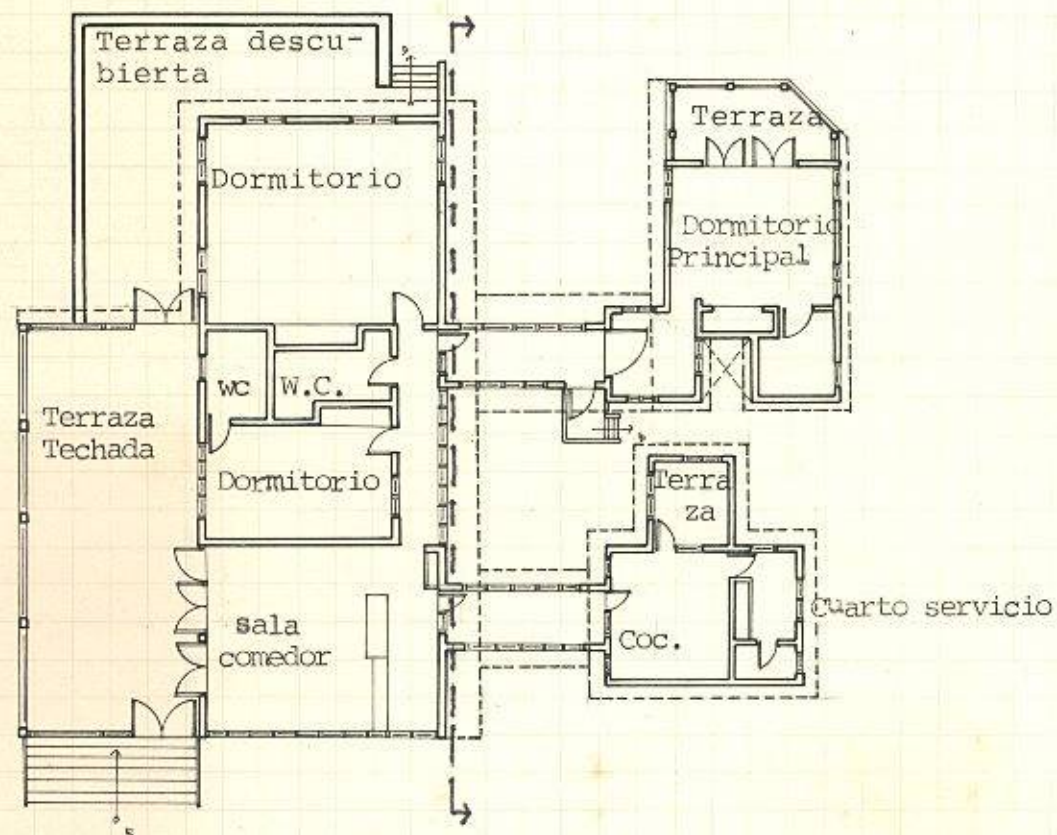 Terraza descu-
bierta
Terraza
Dormitorio
Dormitorio
Principal
wc
W.C.
Terraza
Techada
Dormitorio
Terra
za
sala
comedor
Coc.
Cuarto servicio